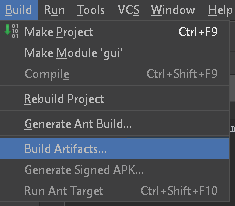 Build Run Tools VCS Window Help
Make Project Ctrl+F9
Make Module 'gui'
Compile Ctrl+Shift+F9
Rebuild Project
Generate Ant Build...
Build Artifacts...
Generate Signed APK...
Run Ant Target Ctrl+Shift+F10